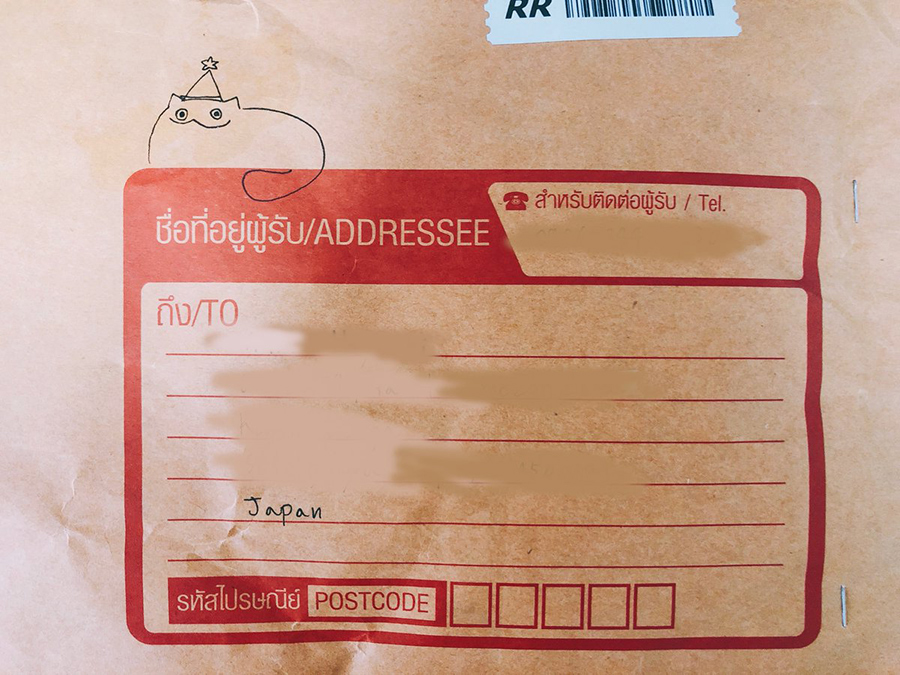 RR
สำหรับติดต่อผู้รับ / Tel.
ชื่อที่อยู่ผู้รับ/ADDRESSEE
ถึง/TO
Japan
รหัสไปรษณีย์ POSTCODE